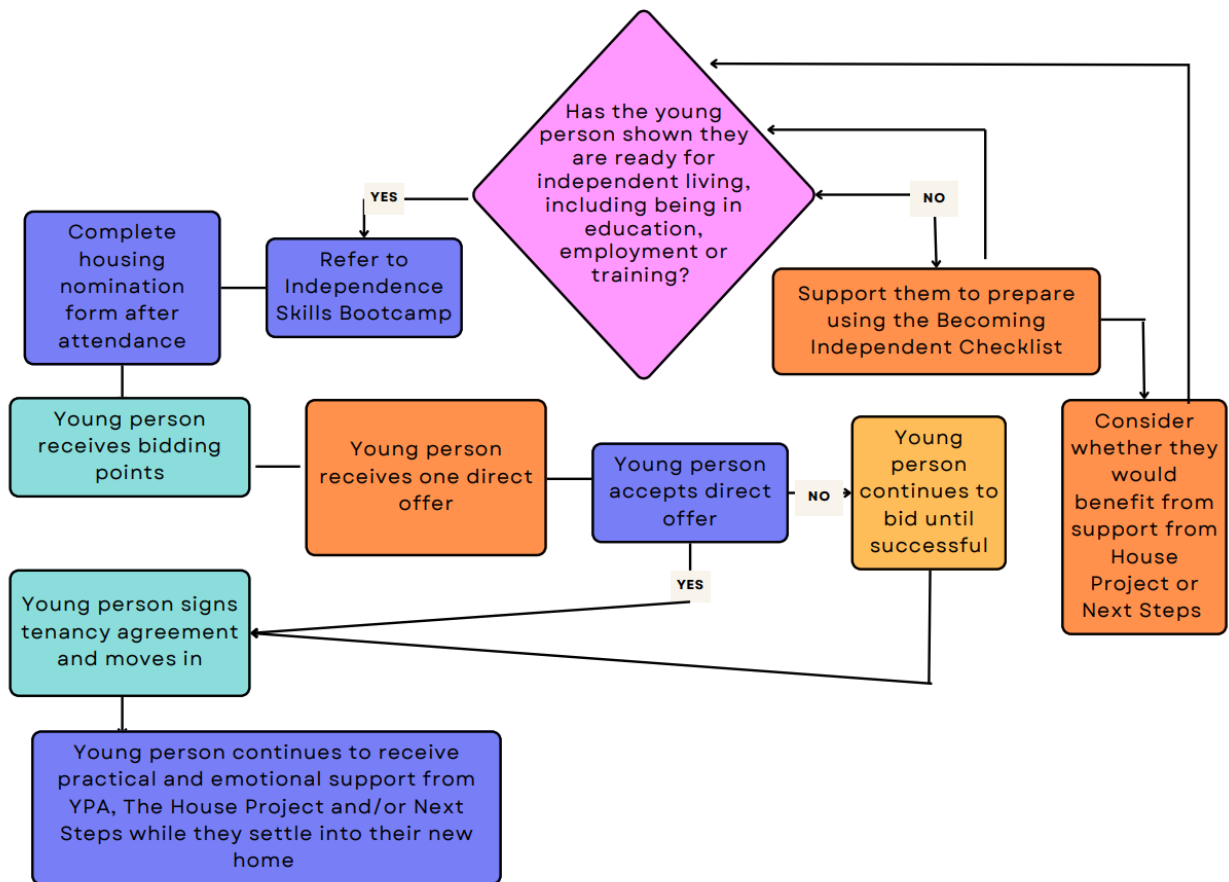 Has the young
person shown they
are ready for
independent living,
including being in
education,
employment or
training?
YES
NO
Complete
housing
nomination
form after
attendance
Refer to
Independence
Skills Bootcamp
Support them to prepare
using the Becoming
Independent Checklist
Young person
receives bidding
points
Young person
receives one direct
offer
Young person
accepts direct
offer
NO
Young
person
continues to
bid until
successful
Consider
whether they
would
benefit from
support from
House
Project or
Next Steps
YES
Young person signs
tenancy agreement
and moves in
Young person continues to receive
practical and emotional support from
YPA, The House Project and/or Next
Steps while they settle into their new
home